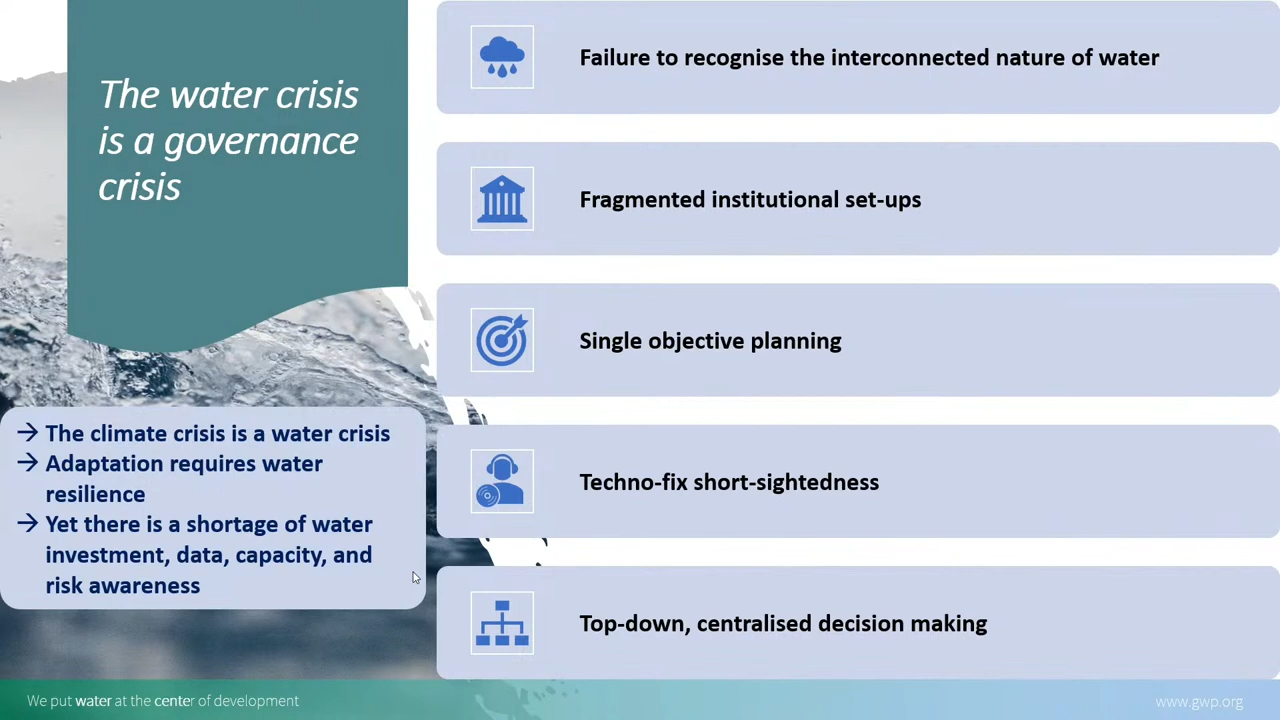 The water crisis
is a governance
crisis
→ The climate crisis is a water crisis
→ Adaptation requires water
resilience
→ Yet there is a shortage of water
investment, data, capacity, and
risk awareness
Failure to recognise the interconnected nature of water
Fragmented institutional set-ups
Single objective planning
Techno-fix short-sightedness
Top-down, centralised decision making
We put water at the center of development
www.gwp.org